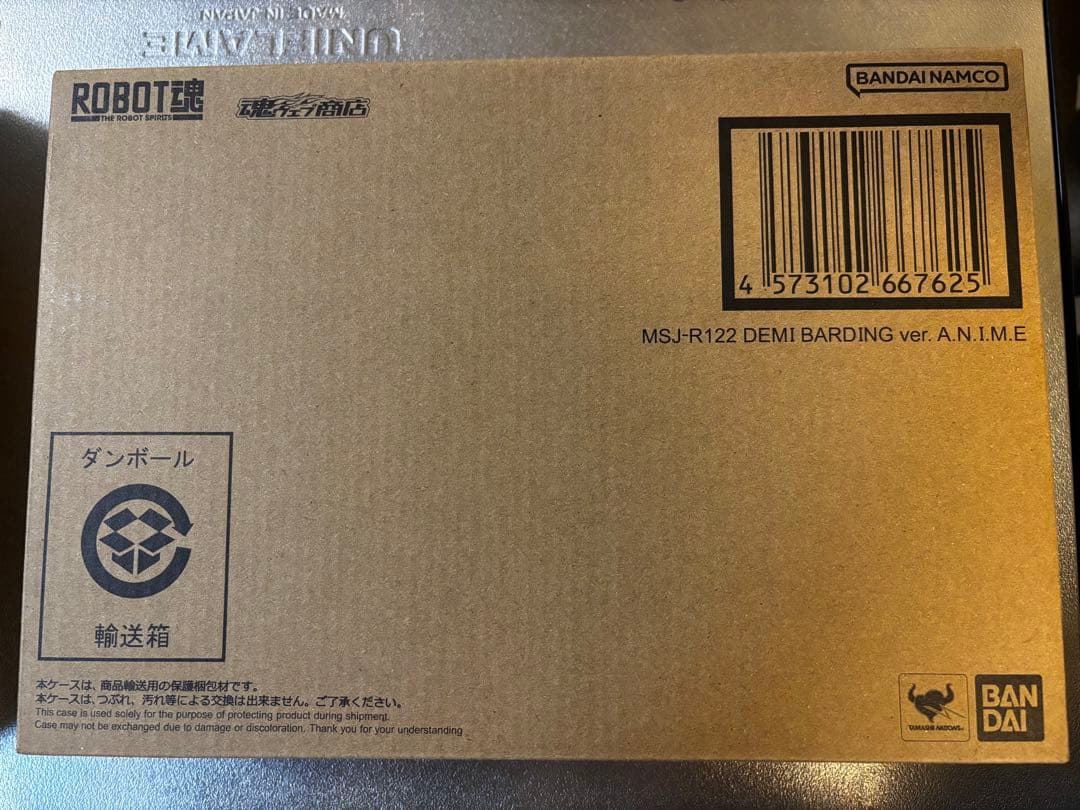 UNIFLAME
MADE IN JAPAN
ROBOT魂
THE ROBOT SPIRITS
魂ウェブ商店
BANDAI NAMCO
4 573102 667625
MSJ-R122 DEMI BARDING ver. A.N.I.M.E
ダンボール
輸送箱
本ケースは、商品輸送用の保護梱包材です。
本ケースは、つぶれ、汚れ等による交換は出来ません。ご了承ください。
This case is used solely for the purpose of protecting product during shipment.
Case may not be exchanged due to damage or discoloration. Thank you for your understanding
TAMASHII NATIONS
BAN
DAI